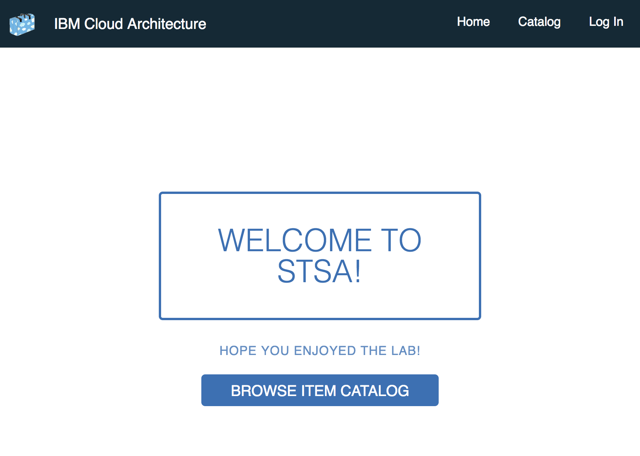 IBM Cloud Architecture
Home
Catalog
Log In
WELCOME TO
STSA!
HOPE YOU ENJOYED THE LAB!
BROWSE ITEM CATALOG